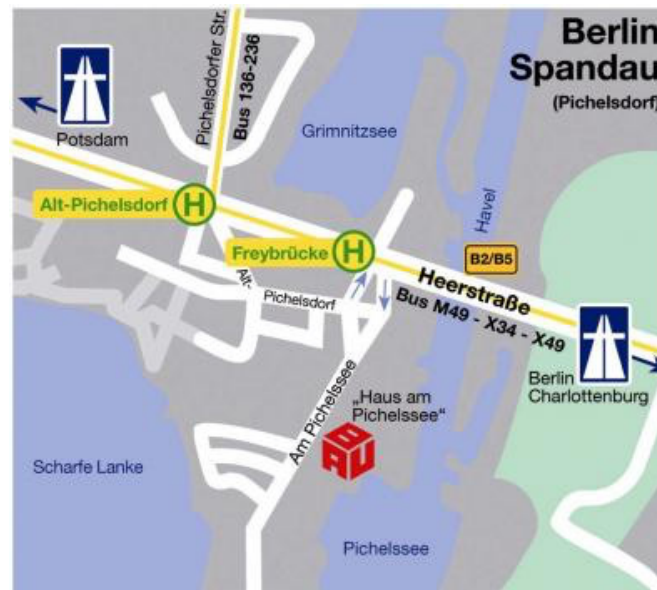 Berlin
Spandau
(Pichelsdorf)
Potsdam
Pichelsdorfer Str.
Bus 136-236
Grimnitzsee
Havel
Alt-Pichelsdorf H
Freybrücke H
B2/B5
Heerstraße
Bus M49 - X34 - X49
Alt-
Pichelsdorf
Berlin
Charlottenburg
Am Pichelssee
„Haus am
Pichelssee“
BAU
Scharfe Lanke
Pichelssee